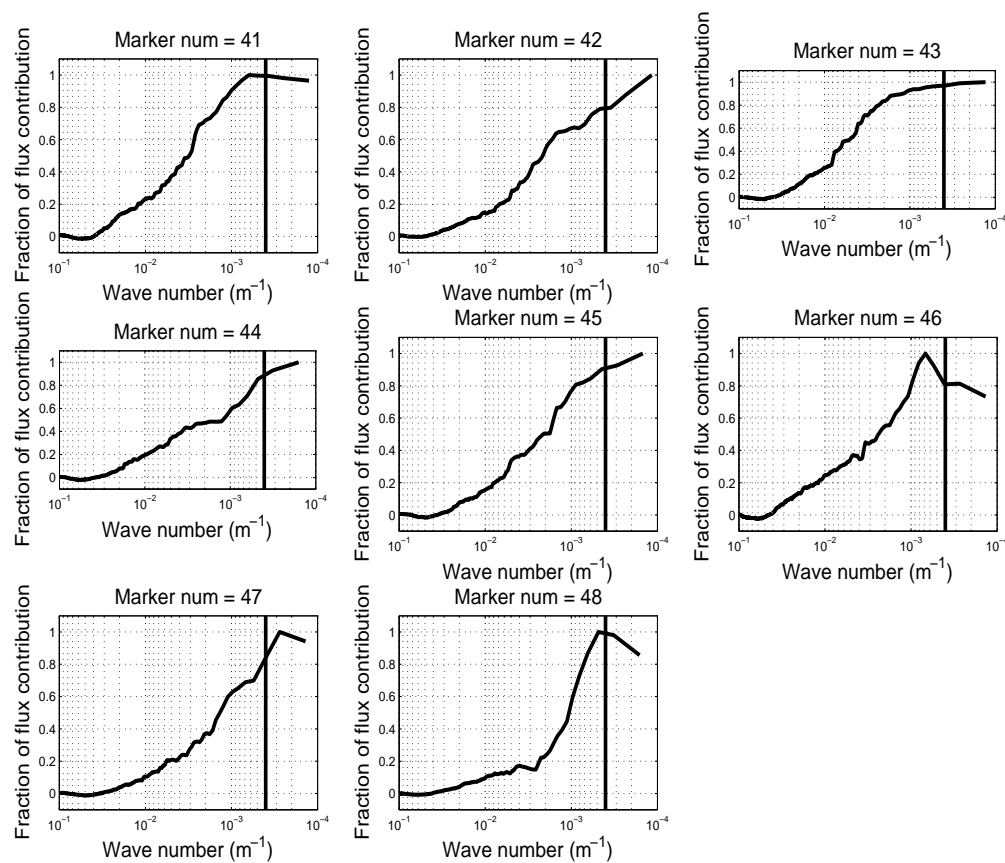 Marker num = 41
Fraction of flux contribution
1
0.8
0.6
0.4
0.2
0
10⁻¹ 10⁻² 10⁻³ 10⁻⁴
Wave number (m⁻¹)
Marker num = 42
Fraction of flux contribution
1
0.8
0.6
0.4
0.2
0
10⁻¹ 10⁻² 10⁻³ 10⁻⁴
Wave number (m⁻¹)
Marker num = 43
Fraction of flux contribution
1
0.8
0.6
0.4
0.2
0
10⁻¹ 10⁻² 10⁻³ 10⁻⁴
Wave number (m⁻¹)
Marker num = 44
Fraction of flux contribution
1
0.8
0.6
0.4
0.2
0
10⁻¹ 10⁻² 10⁻³ 10⁻⁴
Wave number (m⁻¹)
Marker num = 45
Fraction of flux contribution
1
0.8
0.6
0.4
0.2
0
10⁻¹ 10⁻² 10⁻³ 10⁻⁴
Wave number (m⁻¹)
Marker num = 46
Fraction of flux contribution
1
0.8
0.6
0.4
0.2
0
10⁻¹ 10⁻² 10⁻³ 10⁻⁴
Wave number (m⁻¹)
Marker num = 47
Fraction of flux contribution
1
0.8
0.6
0.4
0.2
0
10⁻¹ 10⁻² 10⁻³ 10⁻⁴
Wave number (m⁻¹)
Marker num = 48
Fraction of flux contribution
1
0.8
0.6
0.4
0.2
0
10⁻¹ 10⁻² 10⁻³ 10⁻⁴
Wave number (m⁻¹)